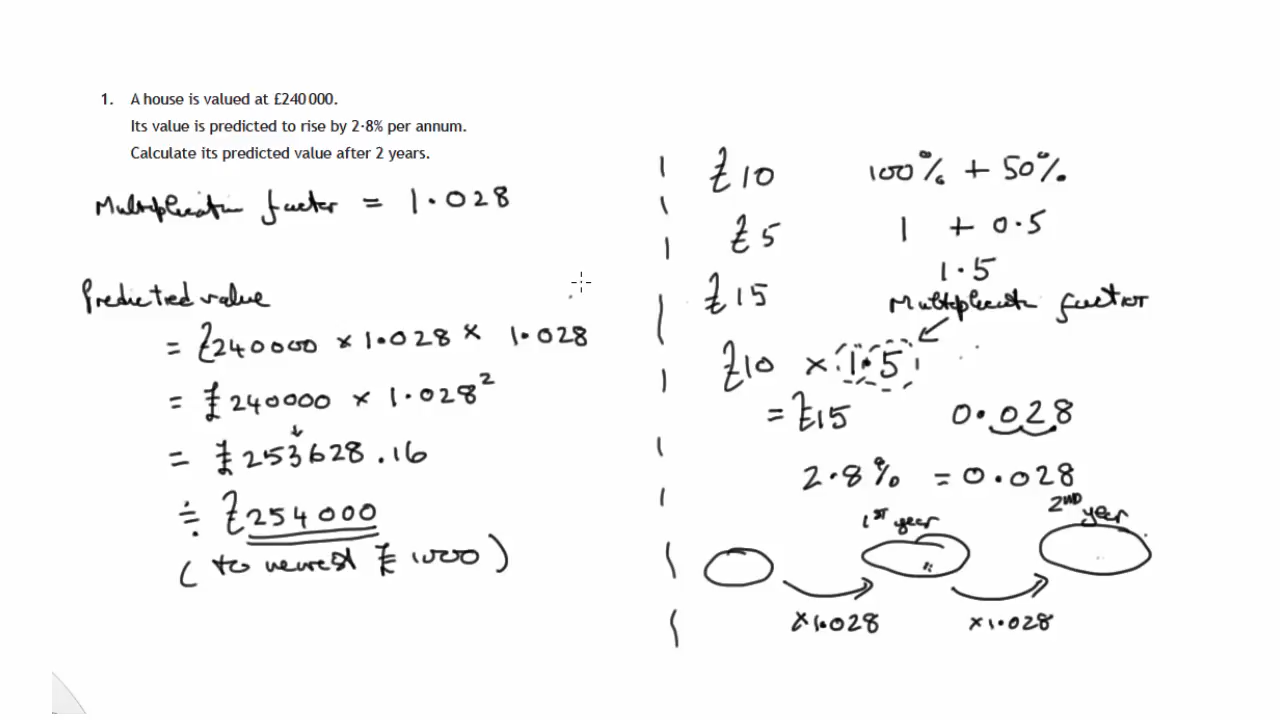 1. A house is valued at £240 000.
Its value is predicted to rise by 2·8% per annum.
Calculate its predicted value after 2 years.
Multiplication factor = 1.028
Predicted value
= £240000 × 1.028 × 1.028
= £240000 × 1.028²
= £253628.16
≑ £254000
(to nearest £1000)
£10 100% + 50%
£5 1 + 0.5
1.5
£15 Multiplication factor
£10 × 1.5
= £15 0.028
2.8% = 0.028
1ST year 2ND year
×1.028 ×1.028